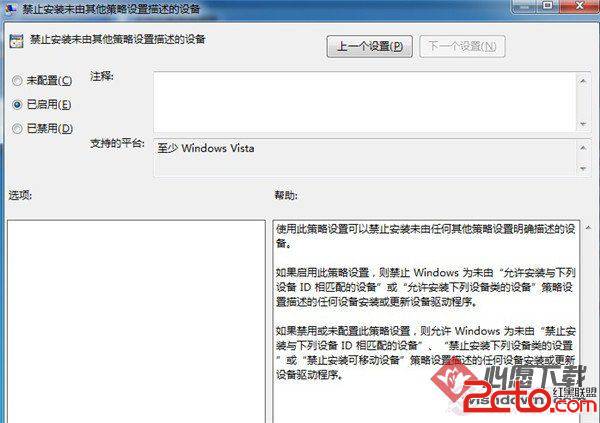 禁止安装未由其他策略设置描述的设备
禁止安装未由其他策略设置描述的设备
上一个设置(P)
下一个设置(N)
未配置(C)
注释:
已启用(E)
已禁用(D)
支持的平台:
至少 Windows Vista
选项:
帮助:
使用此策略设置可以禁止安装未由任何其他策略设置明确描述的设
备。
如果启用此策略设置，则禁止 Windows 为未由“允许安装与下列
设备 ID 相匹配的设备”或“允许安装下列设备类的设备”策略设
置描述的任何设备安装或更新设备驱动程序。
如果禁用或未配置此策略设置，则允许 Windows 为未由“禁止安
装与下列设备 ID 相匹配的设备”、“禁止安装下列设备类的设置
”或“禁止安装可移动设备”策略设置描述的任何设备安装或更新
设备驱动程序。
心愿下载
红黑联盟
2cto.com